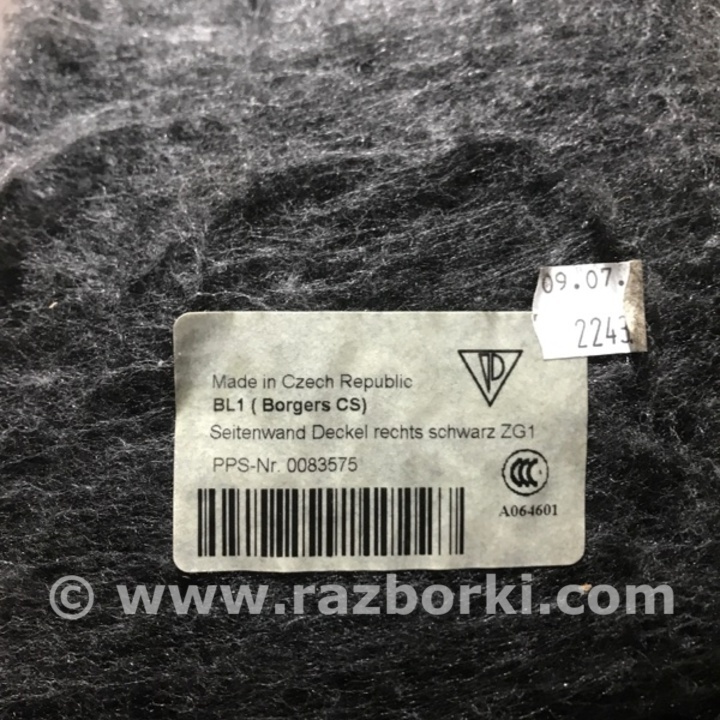 09.07.
2243
Made in Czech Republic
BL1 ( Borgers CS)
Seitenwand Deckel rechts schwarz ZG1
PPS-Nr. 0083575
CCC
A064601
© www.razborki.com